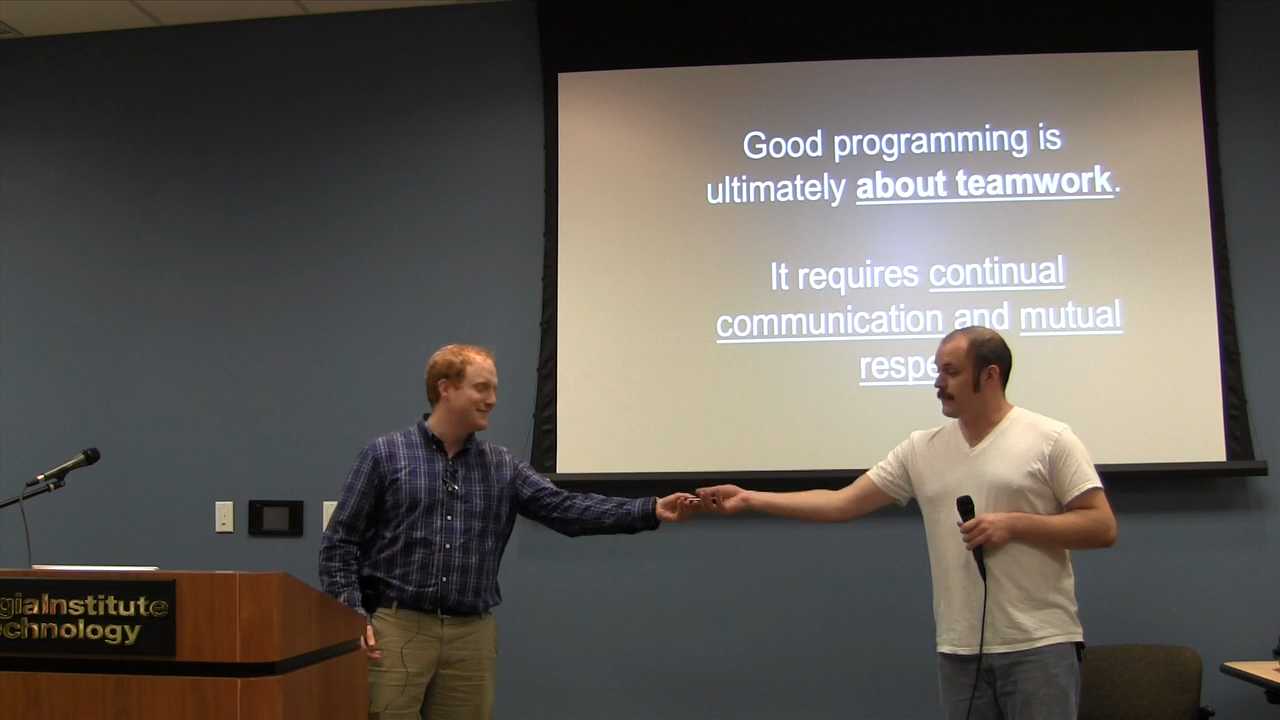 Good programming is
ultimately about teamwork.
It requires continual
communication and mutual
respe
giaInstitute
chnology